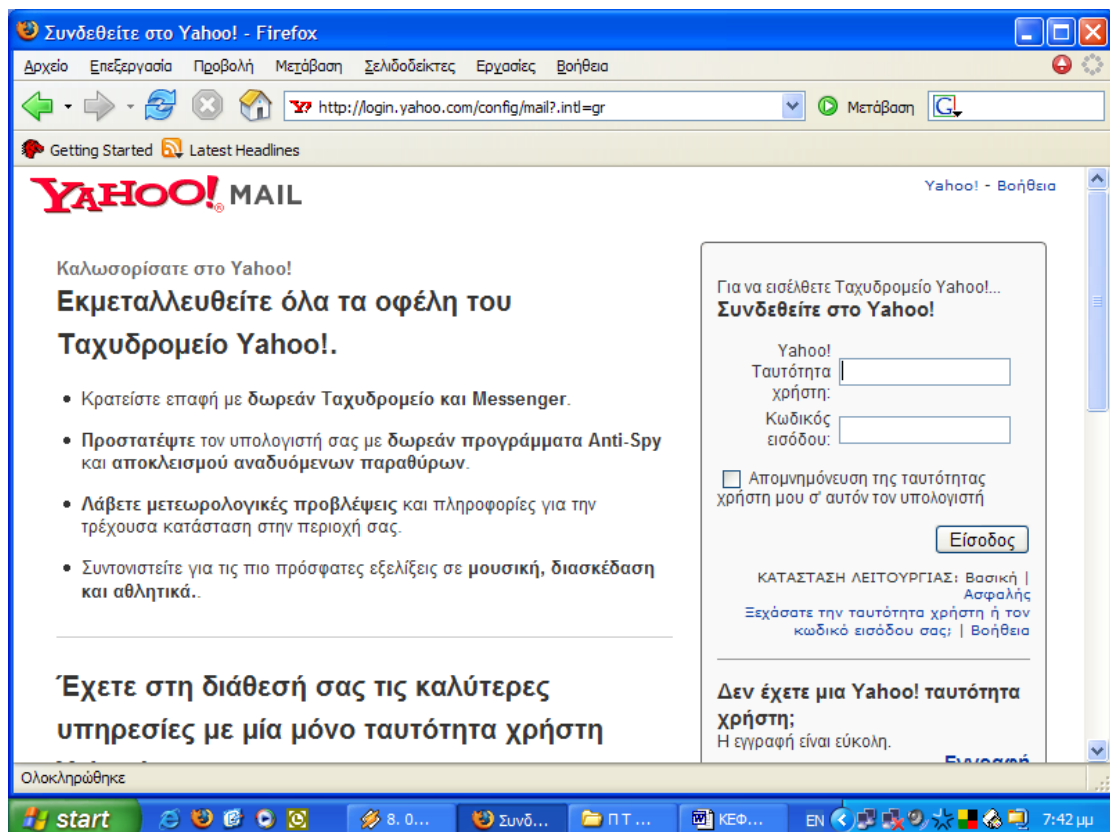 Συνδεθείτε στο Yahoo! - Firefox
Αρχείο Επεξεργασία Προβολή Μετάβαση Σελιδοδείκτες Εργασίες Βοήθεια
http://login.yahoo.com/config/mail?.intl=gr Μετάβαση
Getting Started Latest Headlines
YAHOO! MAIL
Yahoo! - Βοήθεια
Καλωσορίσατε στο Yahoo!
Εκμεταλλευθείτε όλα τα οφέλη του
Ταχυδρομείο Yahoo!.
• Κρατείστε επαφή με δωρεάν Ταχυδρομείο και Messenger.
• Προστατέψτε τον υπολογιστή σας με δωρεάν προγράμματα Anti-Spy
και αποκλεισμού αναδυόμενων παραθύρων.
• Λάβετε μετεωρολογικές προβλέψεις και πληροφορίες για την
τρέχουσα κατάσταση στην περιοχή σας.
• Συντονιστείτε για τις πιο πρόσφατες εξελίξεις σε μουσική, διασκέδαση
και αθλητικά..
Έχετε στη διάθεσή σας τις καλύτερες
υπηρεσίες με μία μόνο ταυτότητα χρήστη
Για να εισέλθετε Ταχυδρομείο Yahoo!...
Συνδεθείτε στο Yahoo!
Yahoo!
Ταυτότητα
χρήστη:
Κωδικός
εισόδου:
Απομνημόνευση της ταυτότητας
χρήστη μου σ' αυτόν τον υπολογιστή
Είσοδος
ΚΑΤΑΣΤΑΣΗ ΛΕΙΤΟΥΡΓΙΑΣ: Βασική |
Ασφαλής
Ξεχάσατε την ταυτότητα χρήστη ή τον
κωδικό εισόδου σας; | Βοήθεια
Δεν έχετε μια Yahoo! ταυτότητα
χρήστη;
Η εγγραφή είναι εύκολη.
Εγγραφή
Ολοκληρώθηκε
start 8. 0... Συνδ... Π Τ ... ΚΕΦ... EN 7:42 μμ